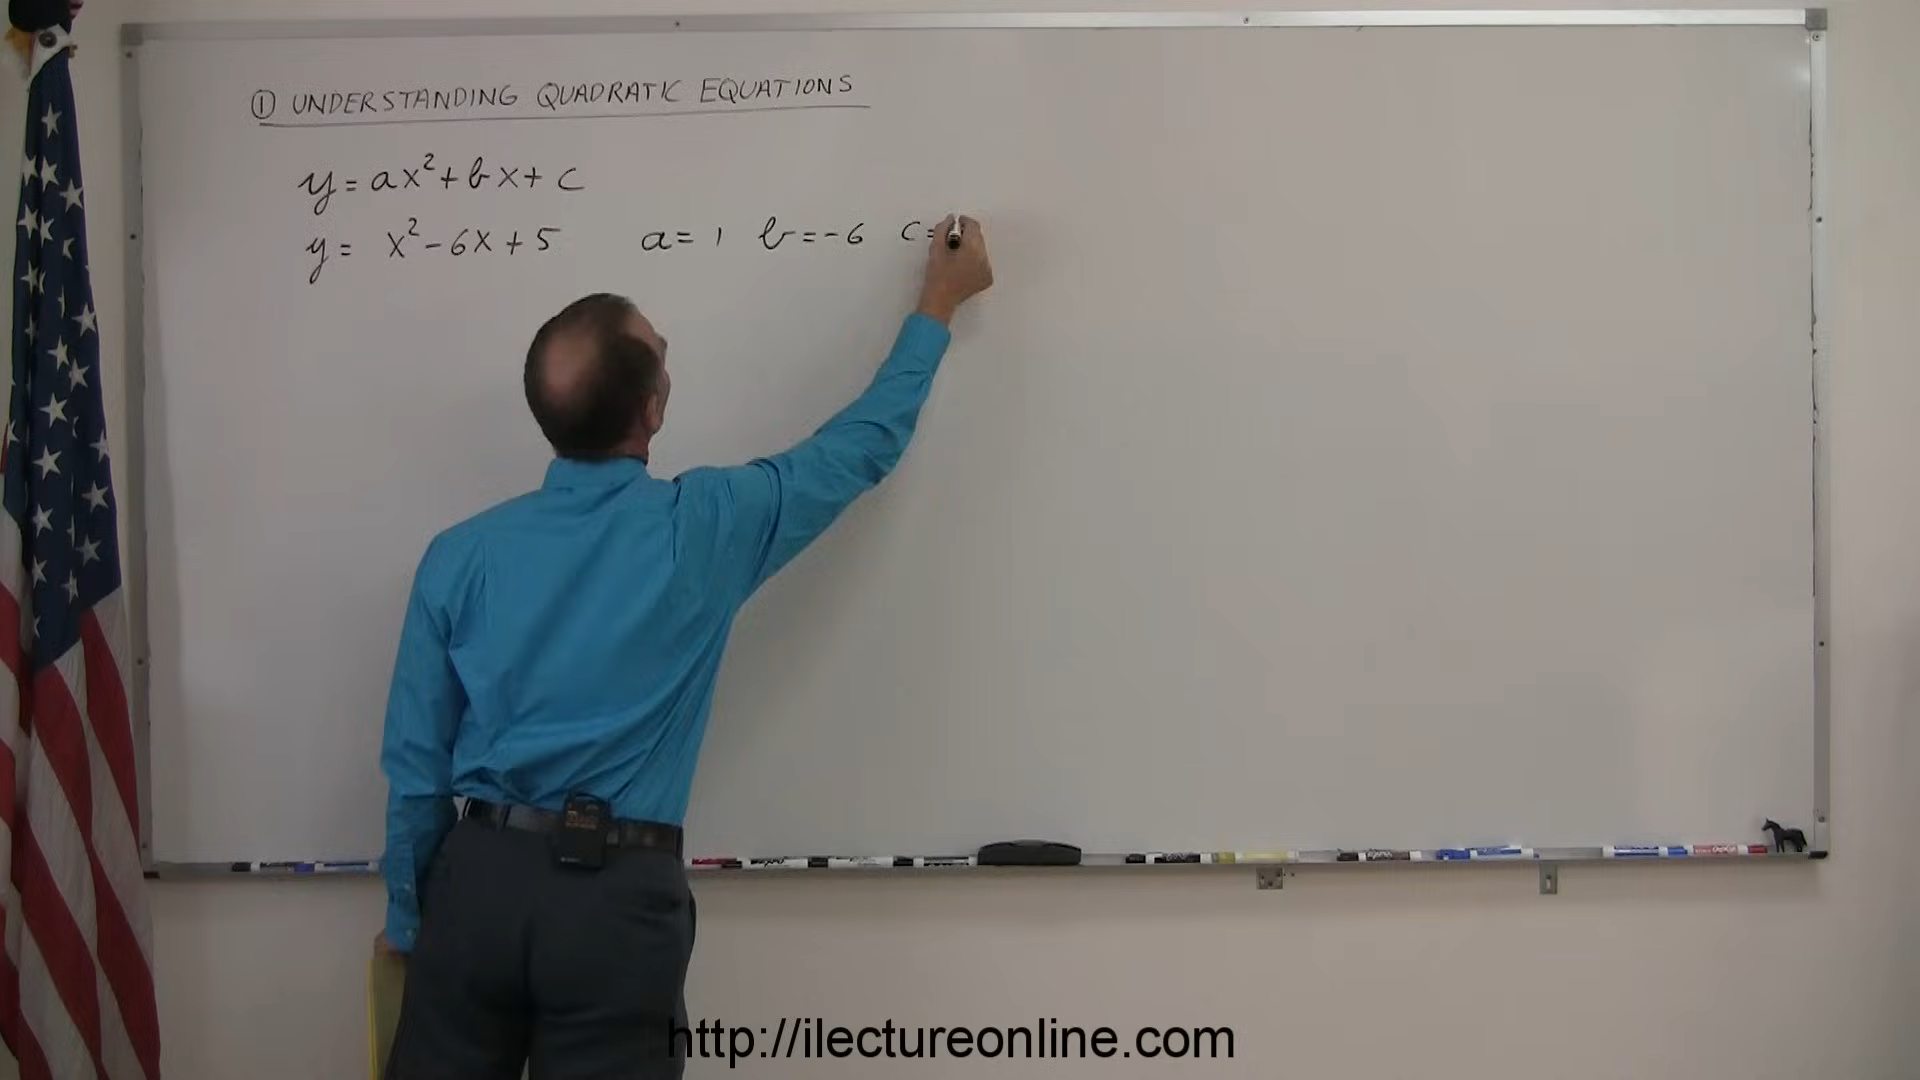 ① UNDERSTANDING QUADRATIC EQUATIONS
y = ax² + bx + c
y = x² - 6x + 5 a = 1 b = -6 c =
http://ilectureonline.com